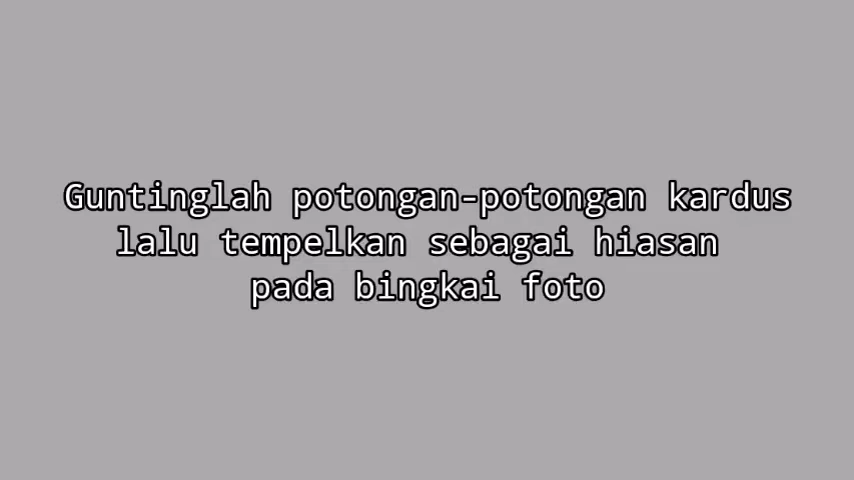 Guntinglah potongan-potongan kardus
lalu tempelkan sebagai hiasan
pada bingkai foto